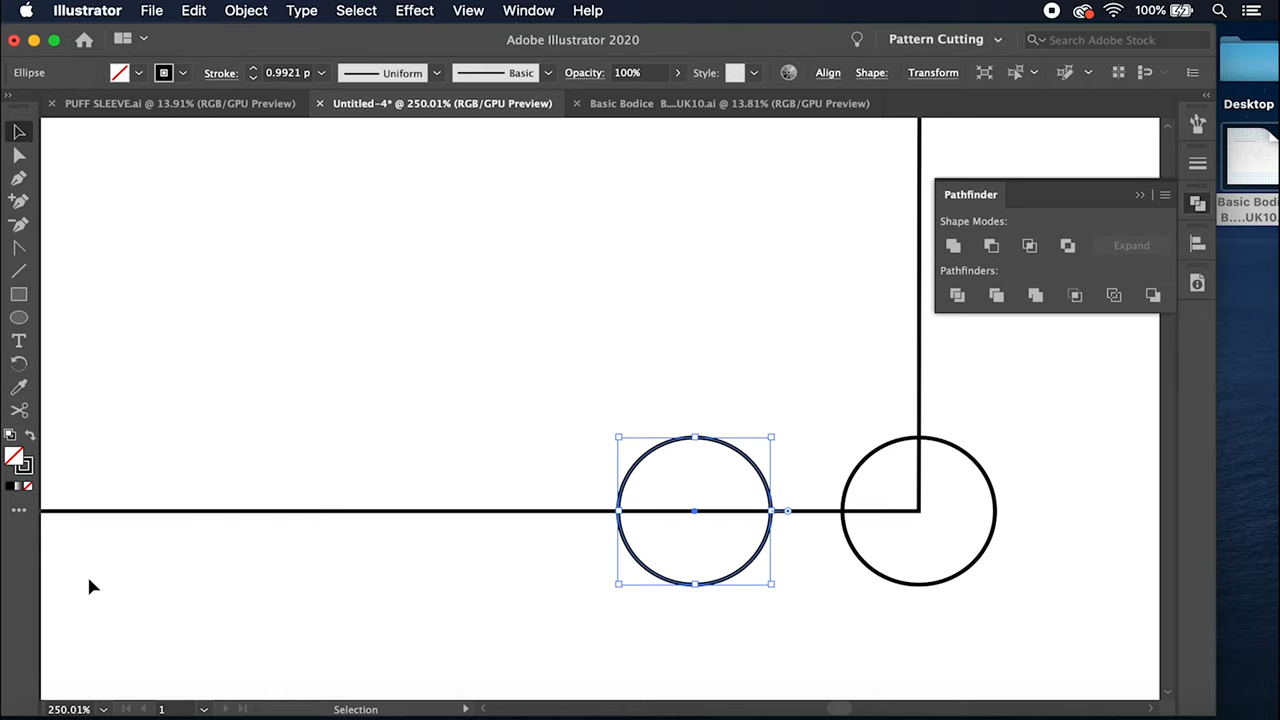 Illustrator File Edit Object Type Select Effect View Window Help 100%
Adobe Illustrator 2020 Pattern Cutting Search Adobe Stock
Ellipse Stroke: 0.9921 p Uniform Basic Opacity: 100% Style: Align Shape: Transform
PUFF SLEEVE.ai @ 13.91% (RGB/GPU Preview) Untitled-4* @ 250.01% (RGB/GPU Preview) Basic Bodice B....UK10.ai @ 13.81% (RGB/GPU Preview)
Desktop
Pathfinder
Basic Bodi
B....UK10.
Shape Modes:
Expand
Pathfinders:
250.01% 1 Selection